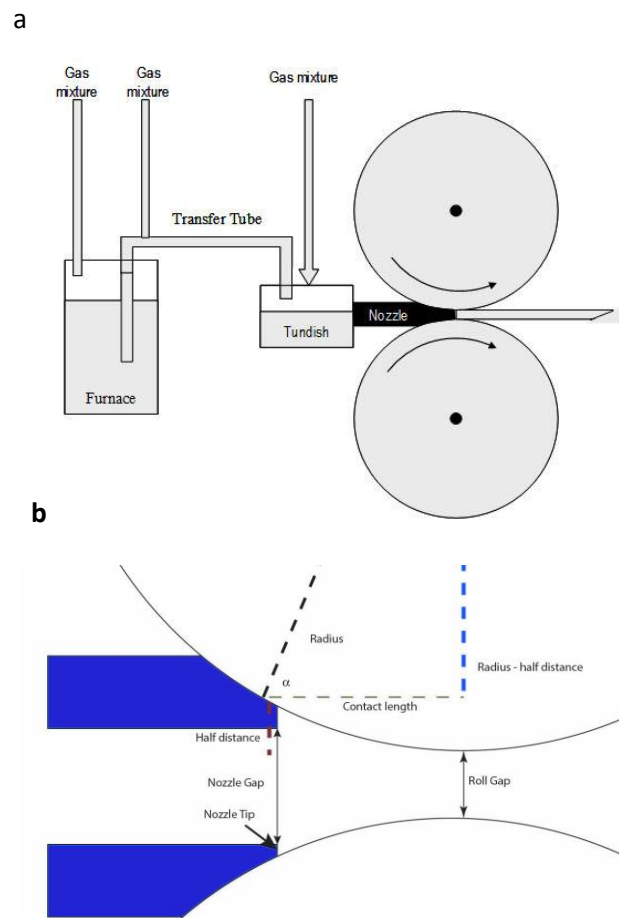 a
Gas
mixture
Gas
mixture
Gas mixture
Transfer Tube
Nozzle
Tundish
Furnace
b
Radius
Radius - half distance
α
Contact length
Half distance
Nozzle Gap
Roll Gap
Nozzle Tip